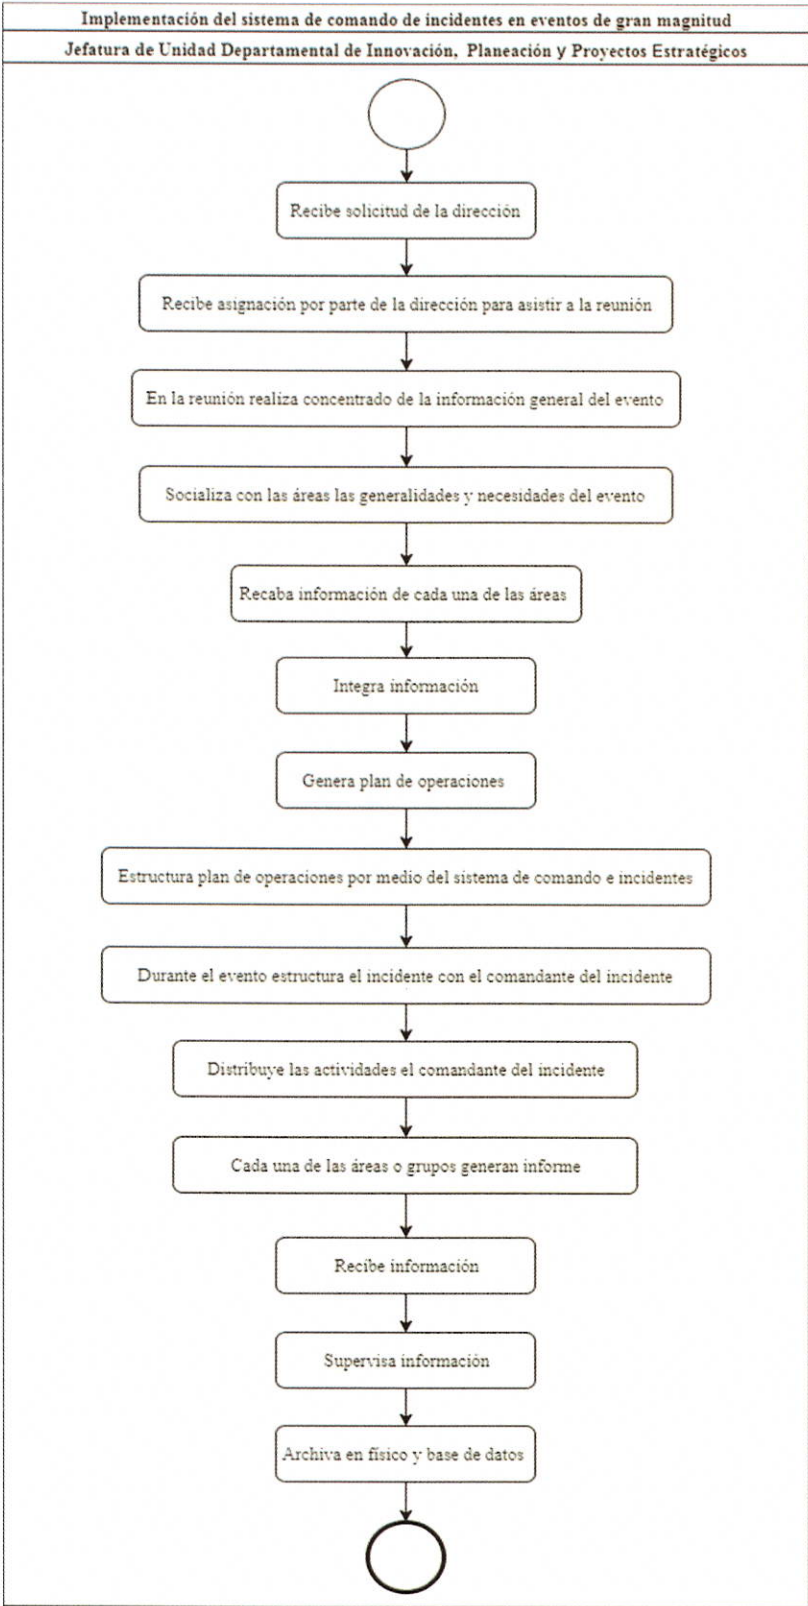 Implementación del sistema de comando de incidentes en eventos de gran magnitud
Jefatura de Unidad Departamental de Innovación, Planeación y Proyectos Estratégicos
Recibe solicitud de la dirección
Recibe asignación por parte de la dirección para asistir a la reunión
En la reunión realiza concentrado de la información general del evento
Socializa con las áreas las generalidades y necesidades del evento
Recaba información de cada una de las áreas
Integra información
Genera plan de operaciones
Estructura plan de operaciones por medio del sistema de comando e incidentes
Durante el evento estructura el incidente con el comandante del incidente
Distribuye las actividades el comandante del incidente
Cada una de las áreas o grupos generan informe
Recibe información
Supervisa información
Archiva en físico y base de datos